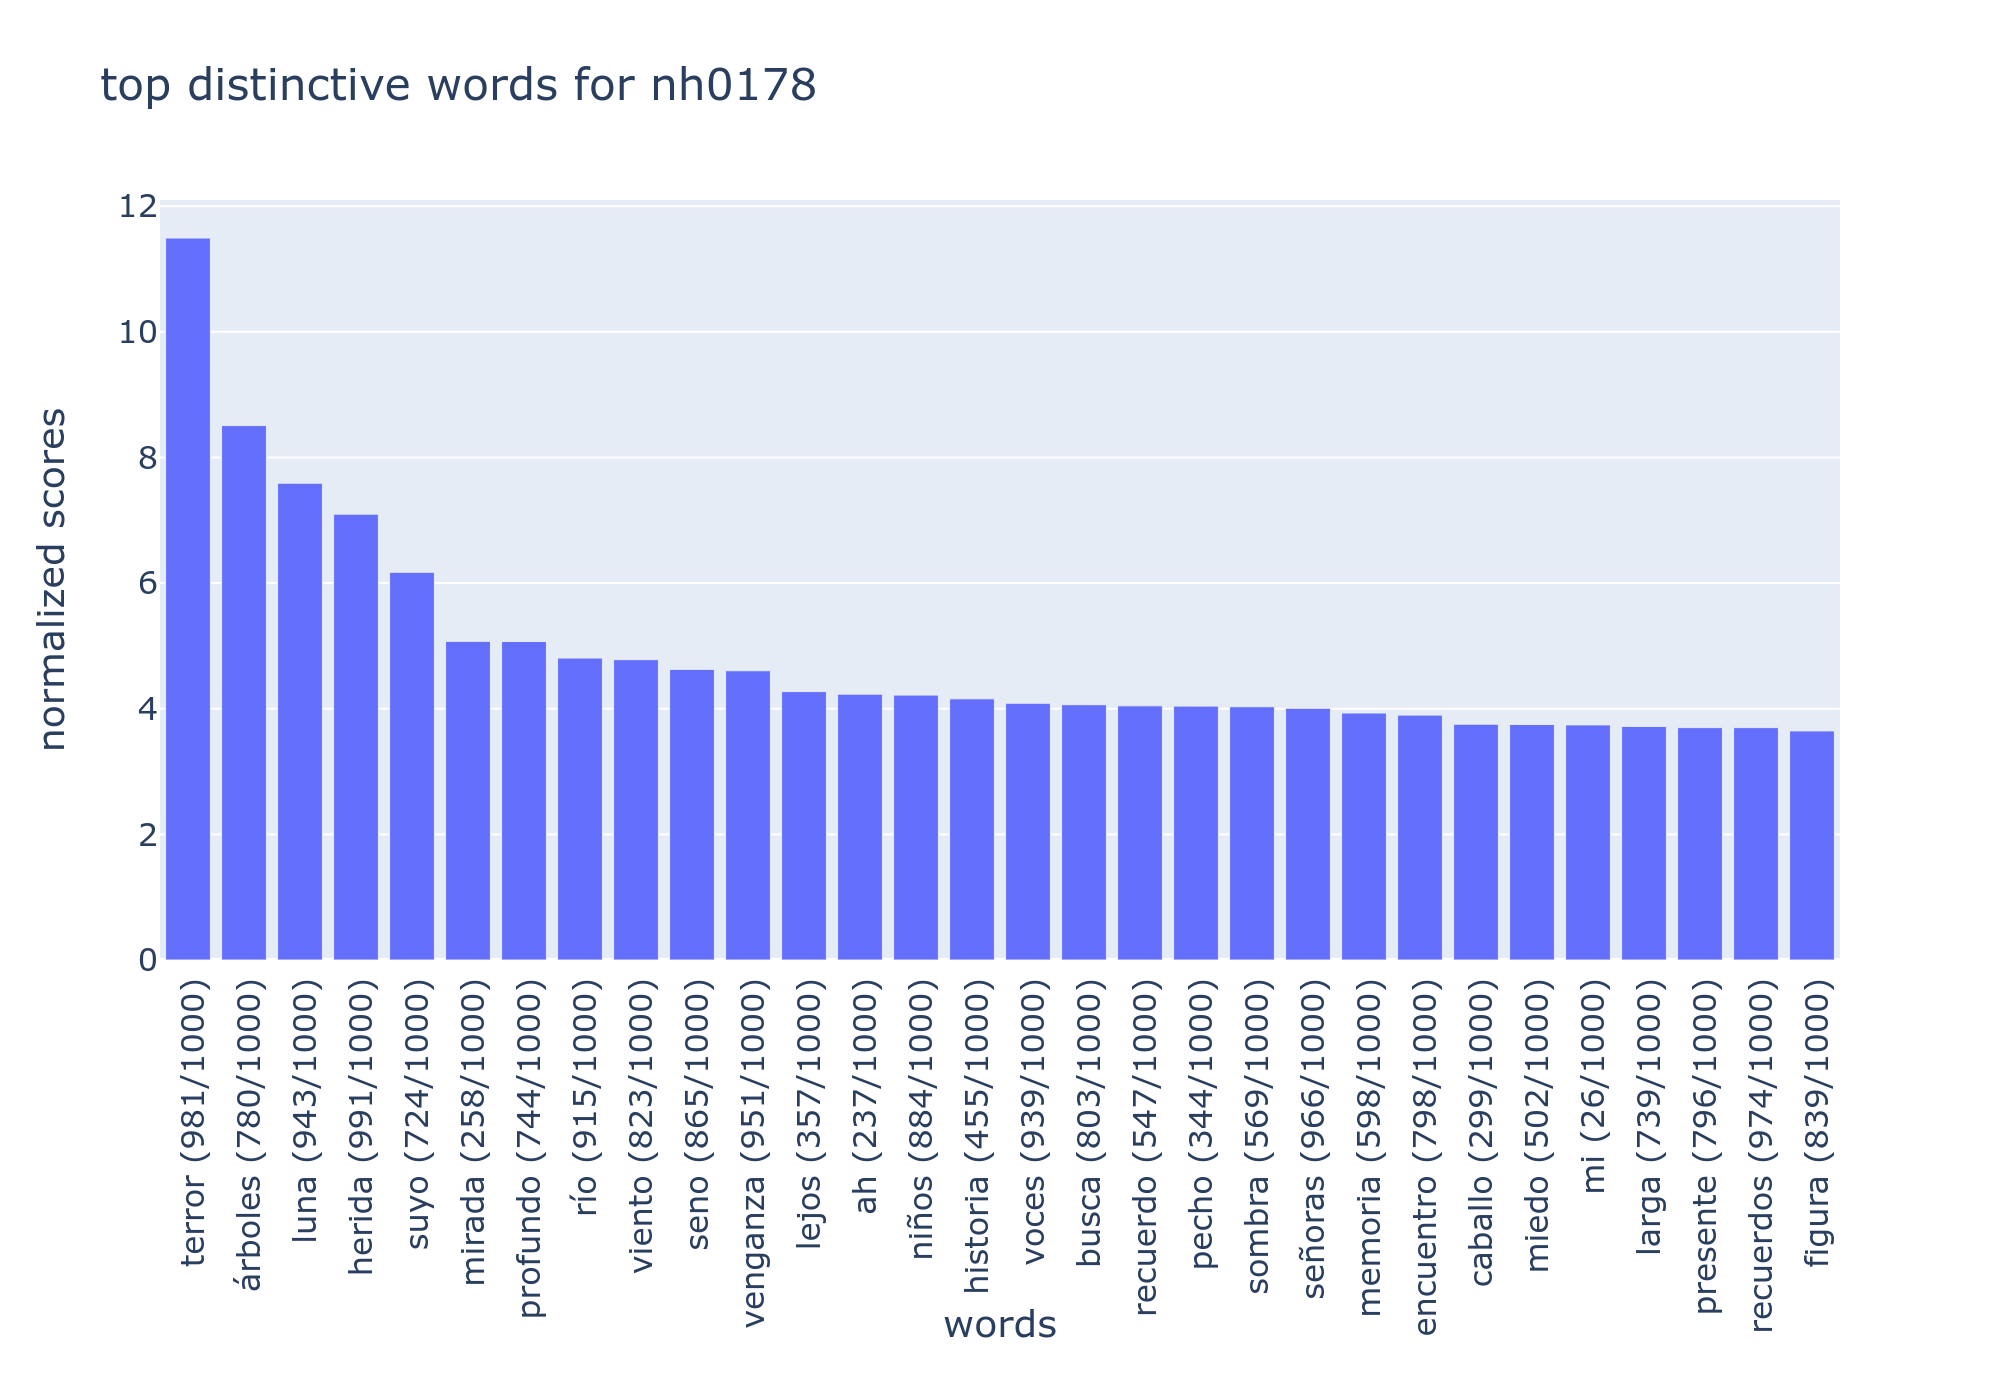 top distinctive words for nh0178
normalized scores
12
10
8
6
4
2
0
terror (981/1000)
árboles (780/1000)
luna (943/1000)
herida (991/1000)
suyo (724/1000)
mirada (258/1000)
profundo (744/1000)
río (915/1000)
viento (823/1000)
seno (865/1000)
venganza (951/1000)
lejos (357/1000)
ah (237/1000)
niños (884/1000)
historia (455/1000)
voces (939/1000)
busca (803/1000)
recuerdo (547/1000)
pecho (344/1000)
sombra (569/1000)
señoras (966/1000)
memoria (598/1000)
encuentro (798/1000)
caballo (299/1000)
miedo (502/1000)
mi (26/1000)
larga (739/1000)
presente (796/1000)
recuerdos (974/1000)
figura (839/1000)
words